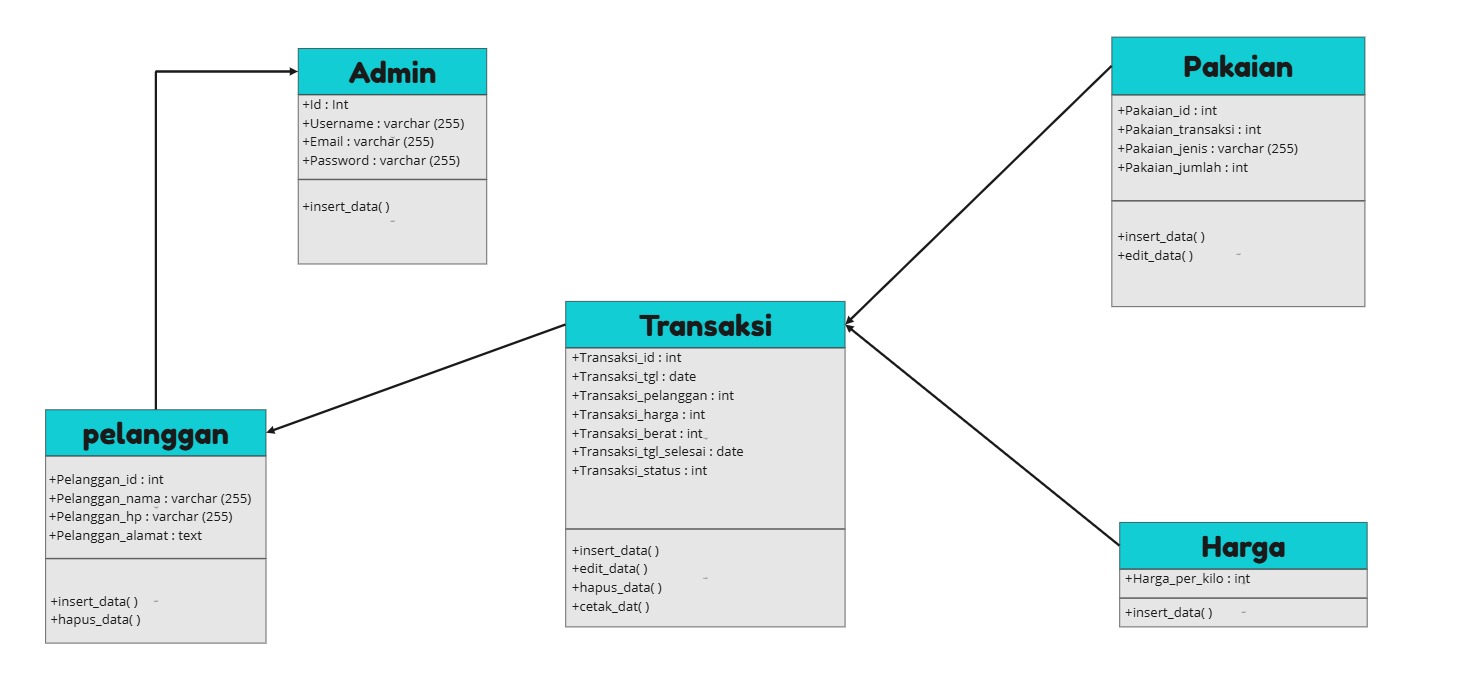 Admin
+Id : Int
+Username : varchar (255)
+Email : varchar (255)
+Password : varchar (255)
+insert_data( )
Pakaian
+Pakaian_id : int
+Pakaian_transaksi : int
+Pakaian_jenis : varchar (255)
+Pakaian_jumlah : int
+insert_data( )
+edit_data( )
Transaksi
+Transaksi_id : int
+Transaksi_tgl : date
+Transaksi_pelanggan : int
+Transaksi_harga : int
+Transaksi_berat : int
+Transaksi_tgl_selesai : date
+Transaksi_status : int
+insert_data( )
+edit_data( )
+hapus_data( )
+cetak_dat( )
pelanggan
+Pelanggan_id : int
+Pelanggan_nama : varchar (255)
+Pelanggan_hp : varchar (255)
+Pelanggan_alamat : text
+insert_data( )
+hapus_data( )
Harga
+Harga_per_kilo : int
+insert_data( )